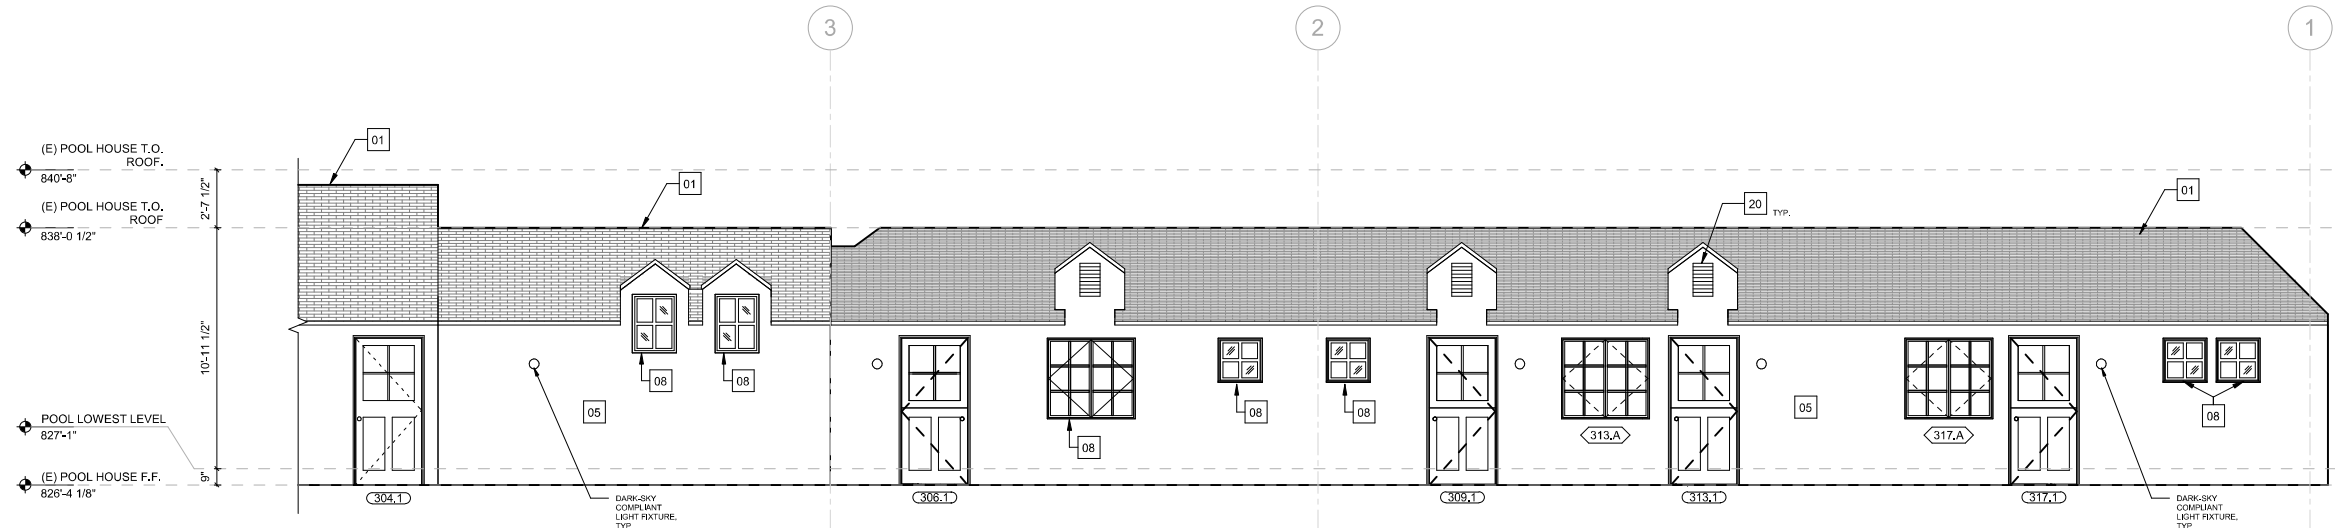 3
2
1
01
(E) POOL HOUSE T.O.
ROOF.
840'-8"
2'-7 1/2"
01
01
20
TYP.
(E) POOL HOUSE T.O.
ROOF
838'-0 1/2"
10'-11 1/2"
08
08
05
08
08
08
313.A
05
317.A
08
POOL LOWEST LEVEL
827'-1"
9"
(E) POOL HOUSE F.F.
826'-4 1/8"
304.1
DARK-SKY
COMPLIANT
LIGHT FIXTURE,
TYP
306.1
309.1
313.1
317.1
DARK-SKY
COMPLIANT
LIGHT FIXTURE,
TYP